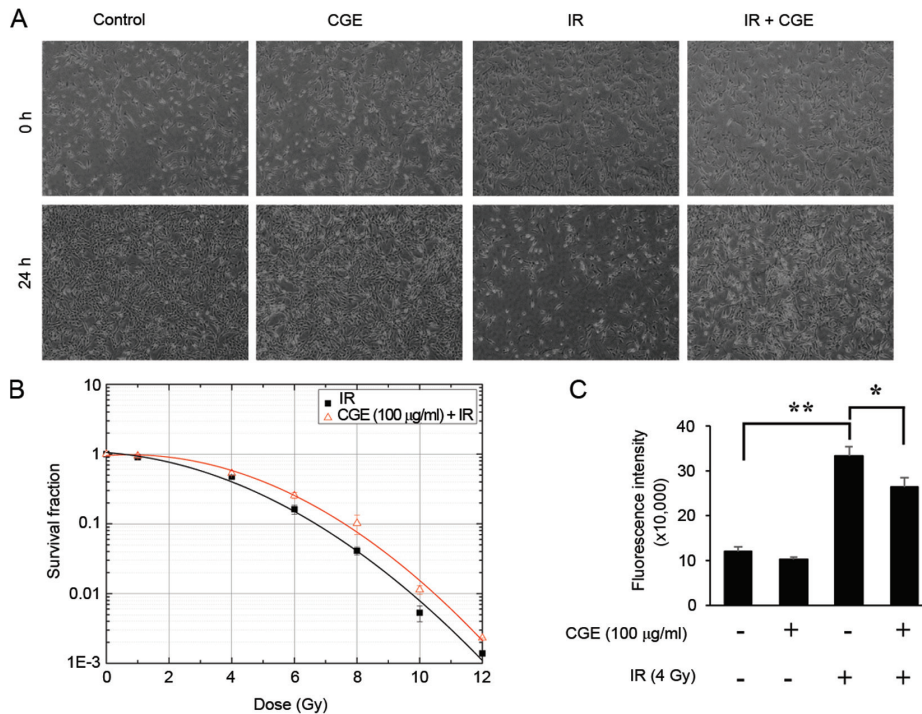 A
Control CGE IR IR + CGE
0 h
24 h
B
Survival fraction
10
1
0.1
0.01
1E-3
IR
CGE (100 μg/ml) + IR
0 2 4 6 8 10 12
Dose (Gy)
C
Fluorescence intensity
(x10,000)
** *
40
30
20
10
0
CGE (100 μg/ml) - + - +
IR (4 Gy) - - + +